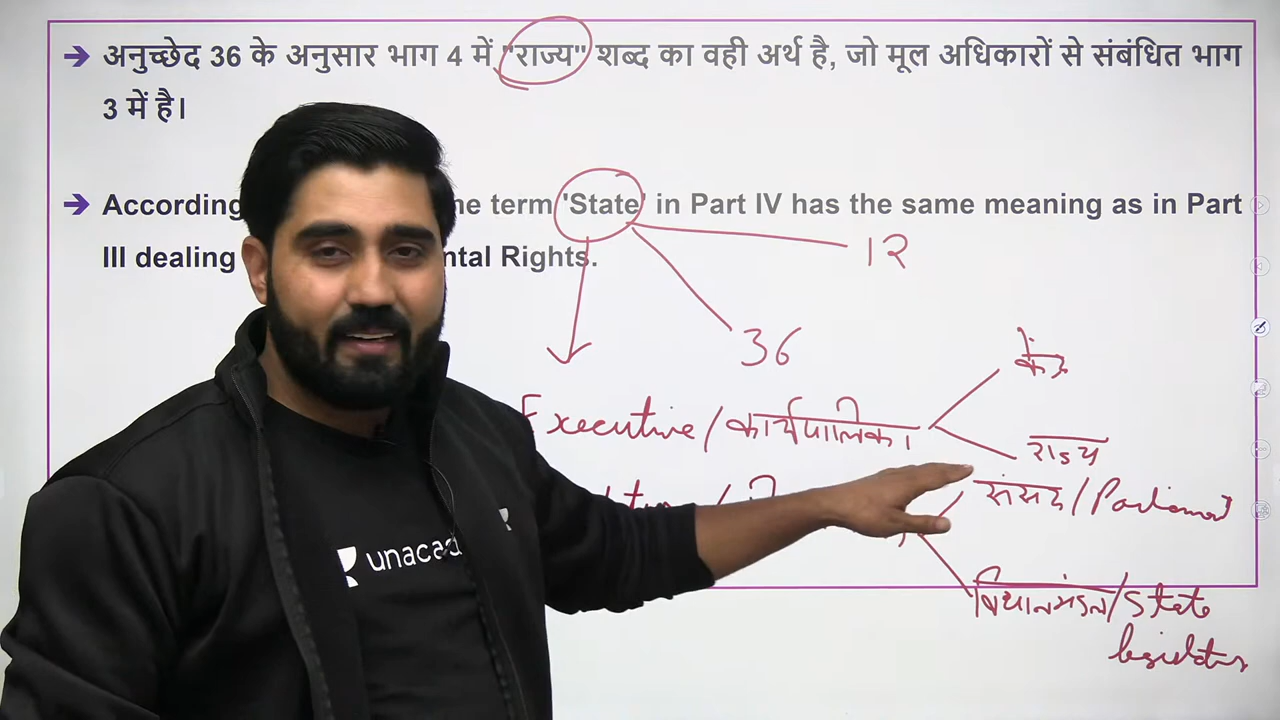 → अनुच्छेद 36 के अनुसार भाग 4 में "राज्य" शब्द का वही अर्थ है, जो मूल अधिकारों से संबंधित भाग
3 में है।
→ According he term 'State' in Part IV has the same meaning as in Part
III dealing ntal Rights.
12
36
केंद्र
Executive/कार्यपालिका
राज्य
संसद/Parliament
unacad
विधानमंडल/State
legislature